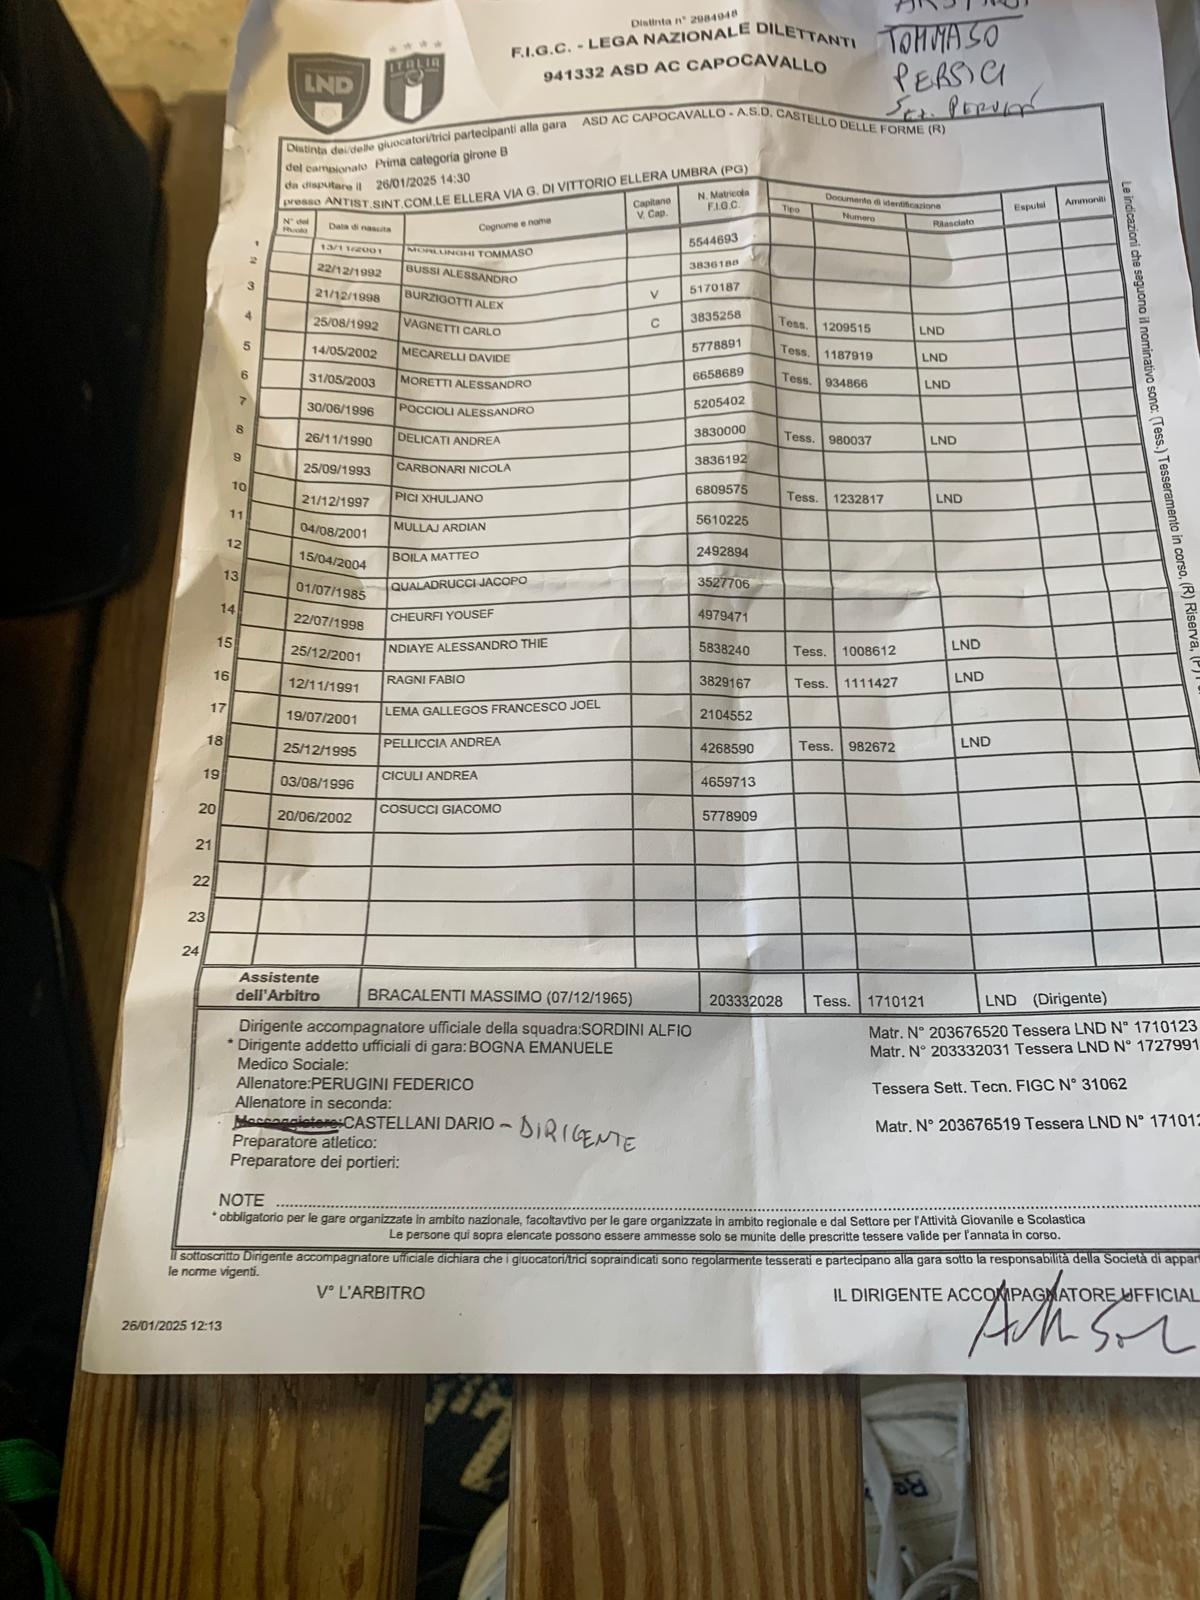 Distinta n° 2984948
F.I.G.C. - LEGA NAZIONALE DILETTANTI
941332 ASD AC CAPOCAVALLO
TOMMASO
PERSICI
SEZ. PERUGIA
LND
ITALIA
Distinta dei/delle giuocatori/trici partecipanti alla gara ASD AC CAPOCAVALLO - A.S.D. CASTELLO DELLE FORME (R)
del campionato Prima categoria girone B
da disputare il 26/01/2025 14:30
presso ANTIST.SINT.COM.LE ELLERA VIA G. DI VITTORIO ELLERA UMBRA (PG)
N° del Ruolo Data di nascita Cognome e nome Capitano V. Cap. N. Matricola F.I.G.C. Documento di identificazione Tipo Numero Rilasciato Espulsi Ammoniti
1 13/11/2001 MORLUNGHI TOMMASO 5544693
2 22/12/1992 BUSSI ALESSANDRO 3836188
3 21/12/1998 BURZIGOTTI ALEX V 5170187
4 25/08/1992 VAGNETTI CARLO C 3835258 Tess. 1209515 LND
5 14/05/2002 MECARELLI DAVIDE 5778891 Tess. 1187919 LND
6 31/05/2003 MORETTI ALESSANDRO 6658689 Tess. 934866 LND
7 30/06/1996 POCCIOLI ALESSANDRO 5205402
8 26/11/1990 DELICATI ANDREA 3830000 Tess. 980037 LND
9 25/09/1993 CARBONARI NICOLA 3836192
10 21/12/1997 PICI XHULJANO 6809575 Tess. 1232817 LND
11 04/08/2001 MULLAJ ARDIAN 5610225
12 15/04/2004 BOILA MATTEO 2492894
13 01/07/1985 QUALADRUCCI JACOPO 3527706
14 22/07/1998 CHEURFI YOUSEF 4979471
15 25/12/2001 NDIAYE ALESSANDRO THIE 5838240 Tess. 1008612 LND
16 12/11/1991 RAGNI FABIO 3829167 Tess. 1111427 LND
17 19/07/2001 LEMA GALLEGOS FRANCESCO JOEL 2104552
18 25/12/1995 PELLICCIA ANDREA 4268590 Tess. 982672 LND
19 03/08/1996 CICULI ANDREA 4659713
20 20/06/2002 COSUCCI GIACOMO 5778909
21
22
23
24
Assistente dell'Arbitro BRACALENTI MASSIMO (07/12/1965) 203332028 Tess. 1710121 LND (Dirigente)
Dirigente accompagnatore ufficiale della squadra:SORDINI ALFIO Matr. N° 203676520 Tessera LND N° 1710123
* Dirigente addetto ufficiali di gara:BOGNA EMANUELE Matr. N° 203332031 Tessera LND N° 1727991
Medico Sociale:
Allenatore:PERUGINI FEDERICO Tessera Sett. Tecn. FIGC N° 31062
Allenatore in seconda:
Massaggiatore:CASTELLANI DARIO - DIRIGENTE Matr. N° 203676519 Tessera LND N° 17101
Preparatore atletico:
Preparatore dei portieri:
NOTE
* obbligatorio per le gare organizzate in ambito nazionale, facoltavtivo per le gare organizzate in ambito regionale e dal Settore per l'Attività Giovanile e Scolastica
Le persone qui sopra elencate possono essere ammesse solo se munite delle prescritte tessere valide per l'annata in corso.
Il sottoscritto Dirigente accompagnatore ufficiale dichiara che i giuocatori/trici sopraindicati sono regolarmente tesserati e partecipano alla gara sotto la responsabilità della Società di appar
le norme vigenti.
V° L'ARBITRO IL DIRIGENTE ACCOMPAGNATORE UFFICIAL
26/01/2025 12:13
Le indicazioni che seguono il nominativo sono: (Tess.) Tesseramento in corso, (R) Riserva, (